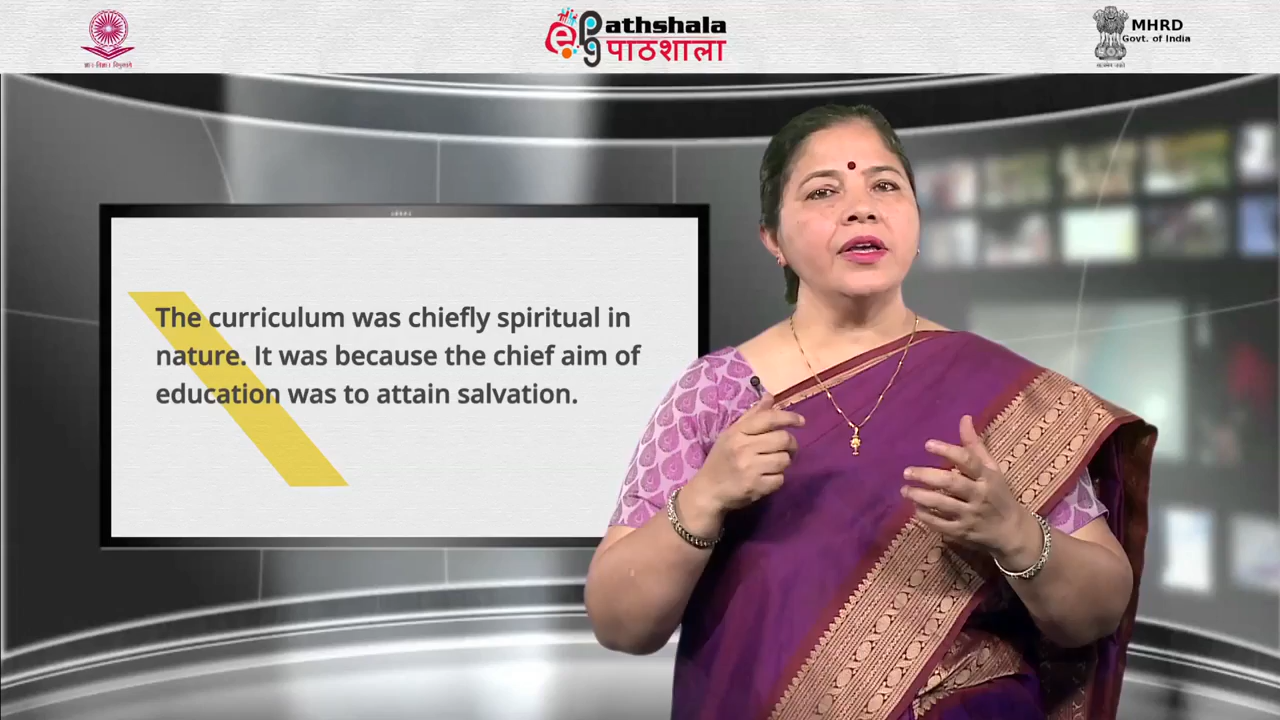 ePathshala
पाठशाला
MHRD
Govt. of India
The curriculum was chiefly spiritual in
nature. It was because the chief aim of
education was to attain salvation.